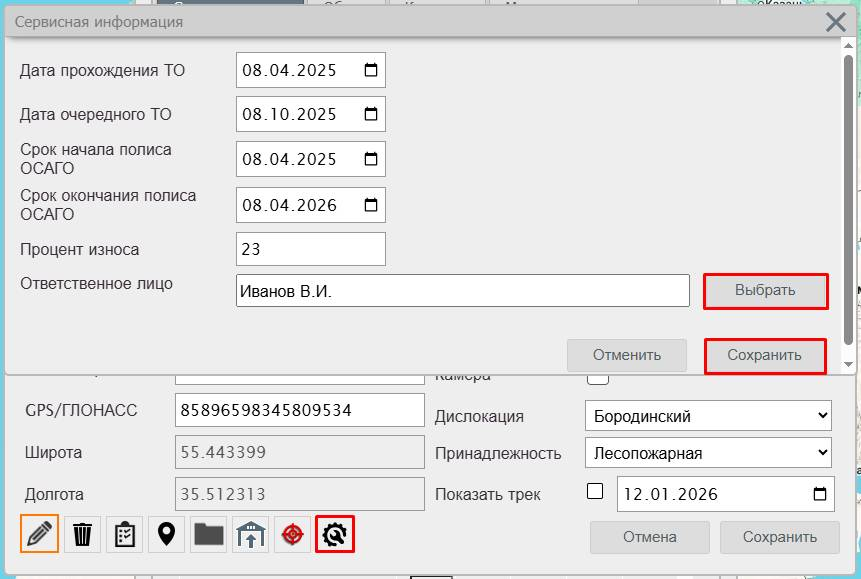 Сервисная информация
Дата прохождения ТО 08.04.2025
Дата очередного ТО 08.10.2025
Срок начала полиса
ОСАГО 08.04.2025
Срок окончания полиса
ОСАГО 08.04.2026
Процент износа 23
Ответственное лицо Иванов В.И. Выбрать
Отменить Сохранить
Камера
GPS/ГЛОНАСС 85896598345809534 Дислокация Бородинский
Широта 55.443399 Принадлежность Лесопожарная
Долгота 35.512313 Показать трек 12.01.2026
Отмена Сохранить